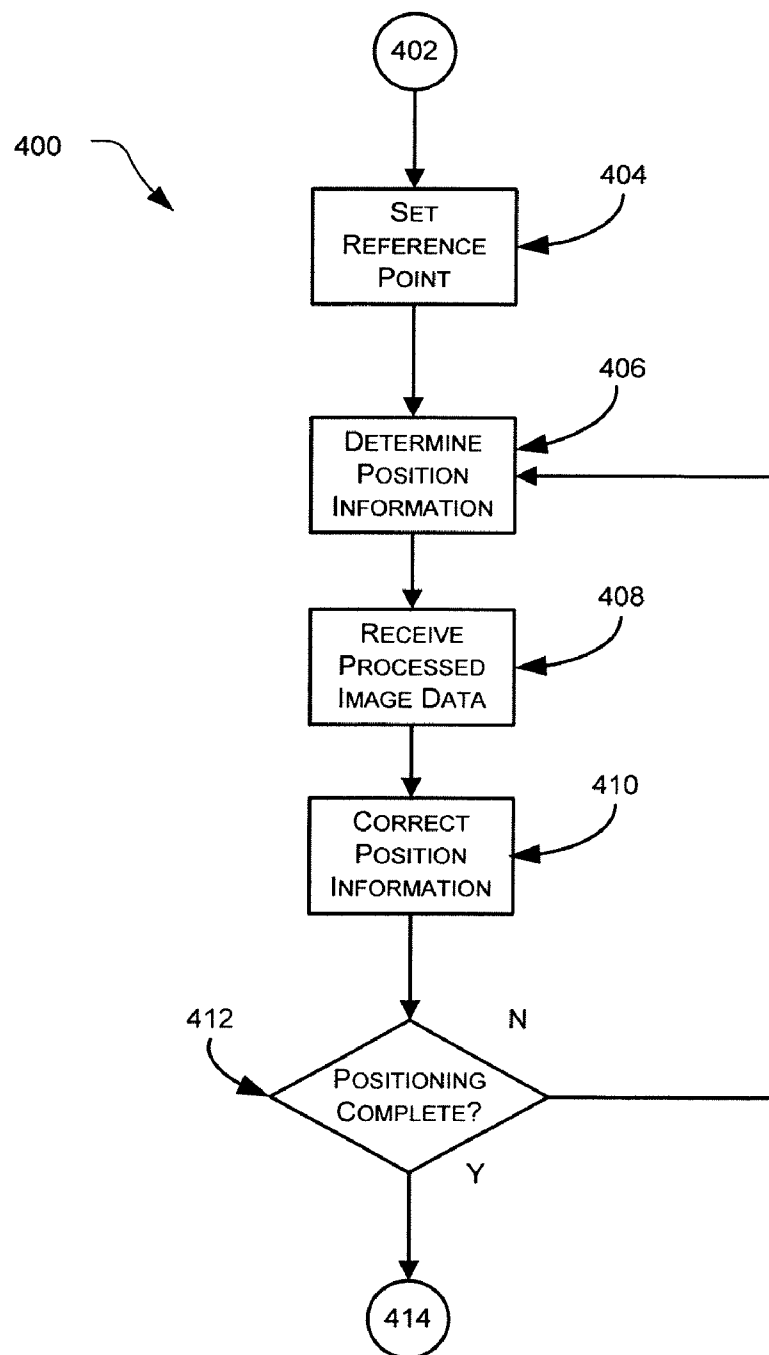 402
400
404
SET
REFERENCE
POINT
406
DETERMINE
POSITION
INFORMATION
408
RECEIVE
PROCESSED
IMAGE DATA
410
CORRECT
POSITION
INFORMATION
412
N
POSITIONING
COMPLETE?
Y
414